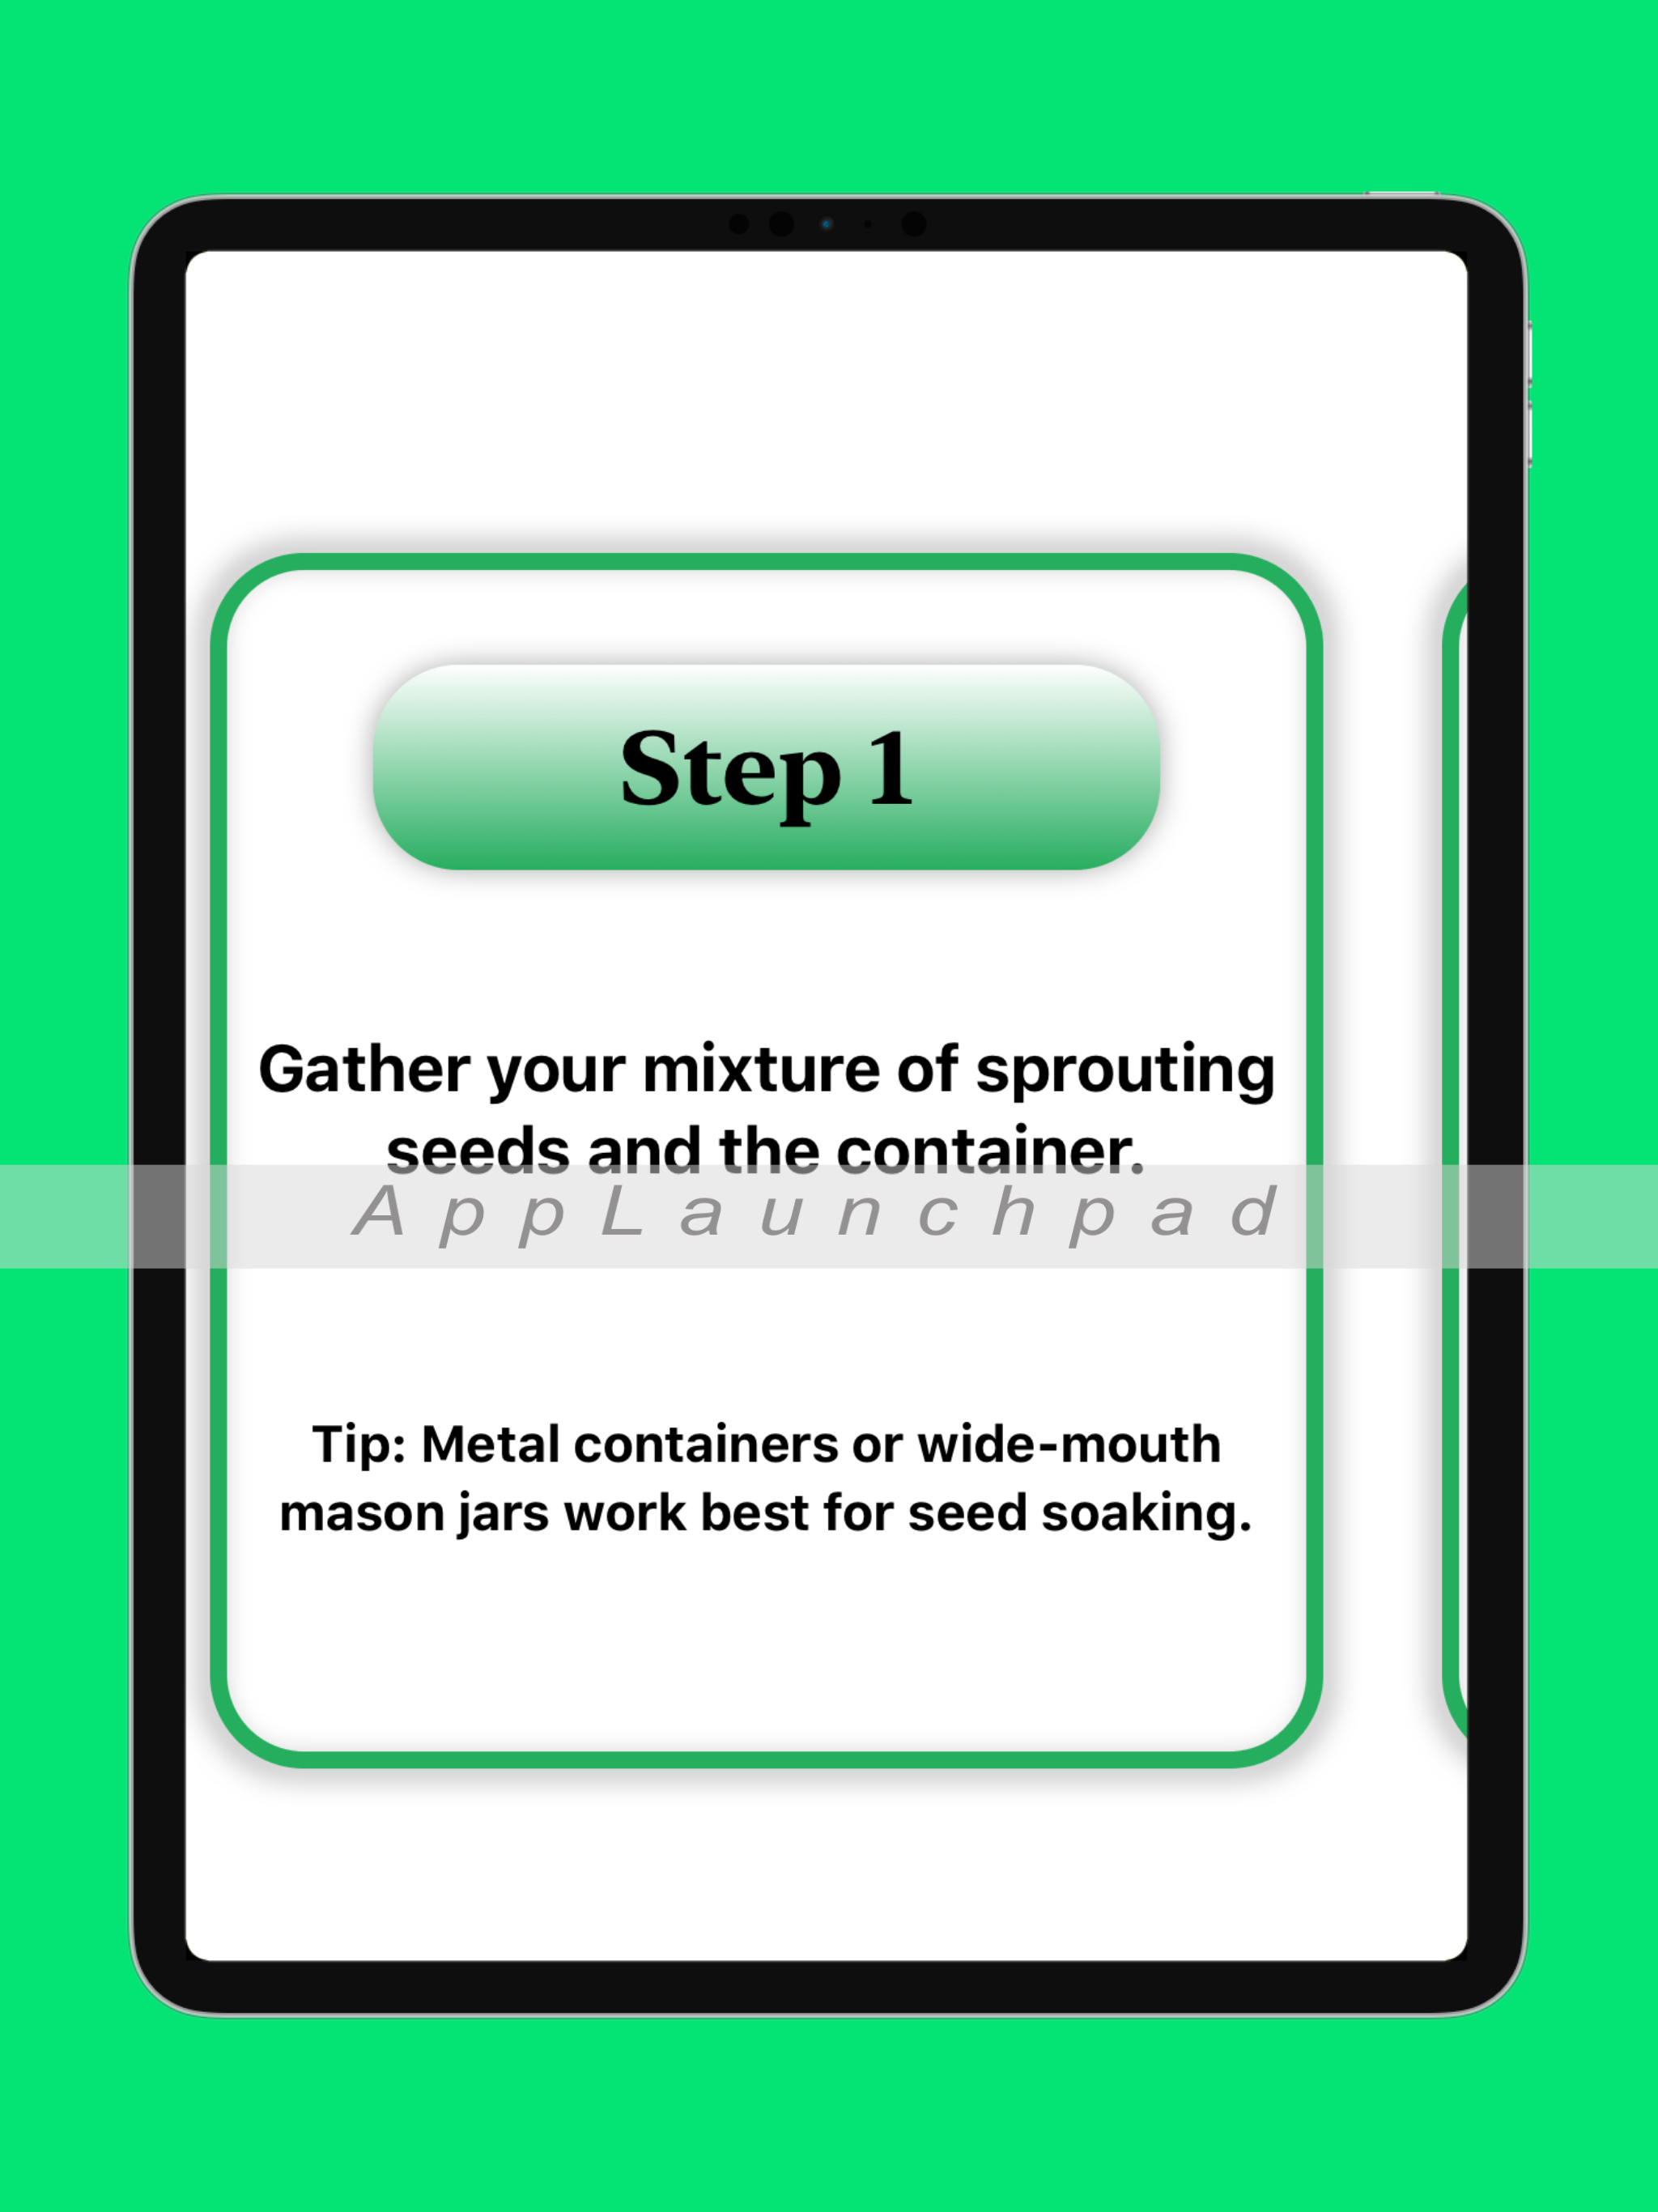 Step 1
Gather your mixture of sprouting
seeds and the container.
AppLaunchpad
Tip: Metal containers or wide-mouth
mason jars work best for seed soaking.